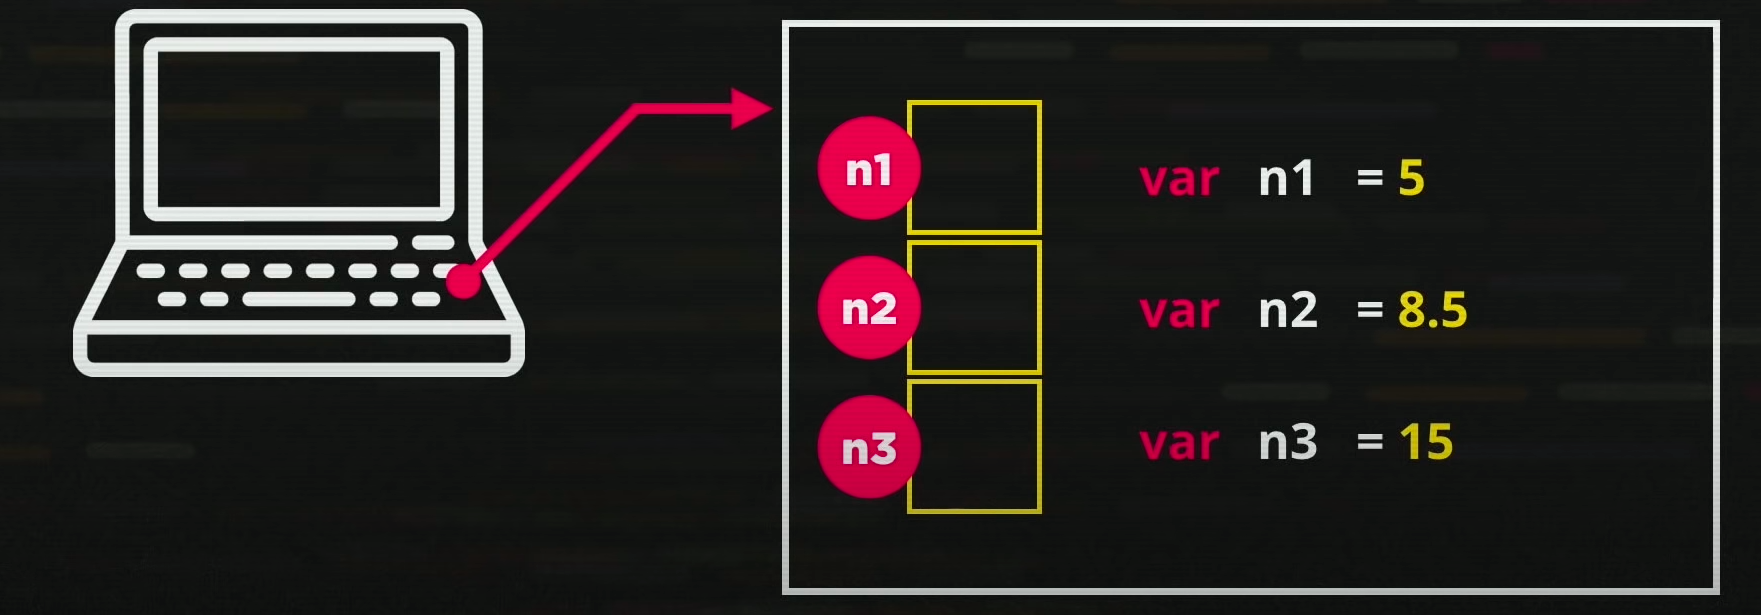 n1 var n1 = 5
n2 var n2 = 8.5
n3 var n3 = 15